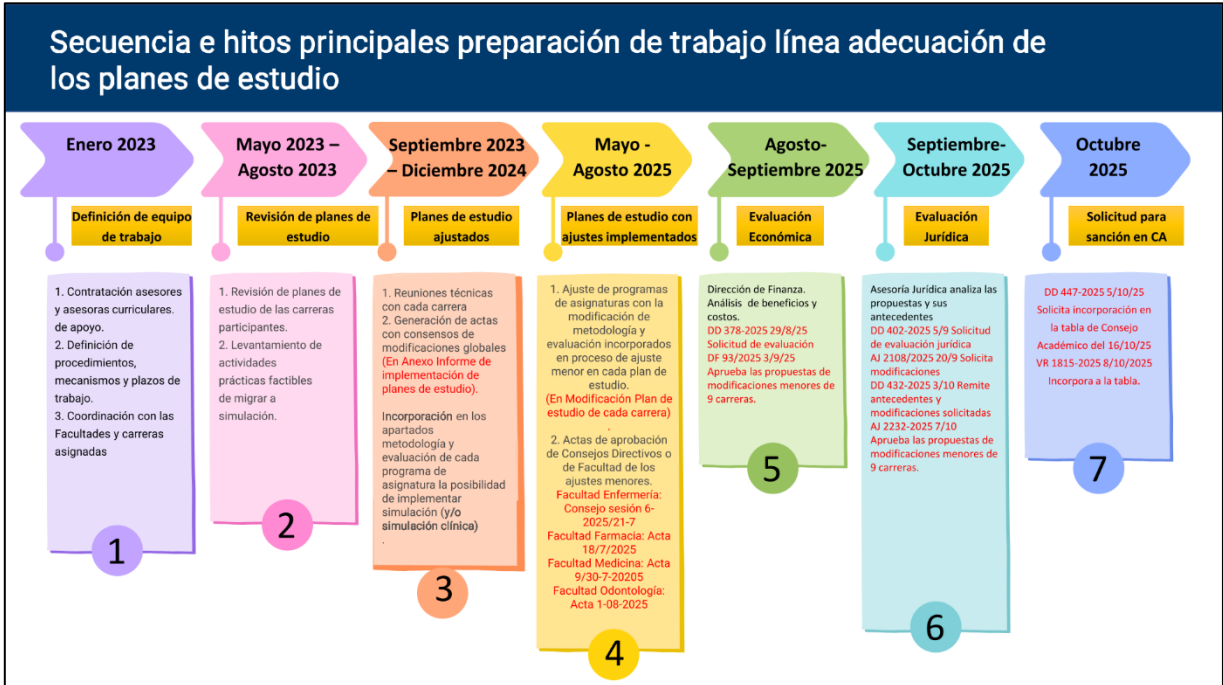 Secuencia e hitos principales preparación de trabajo línea adecuación de
los planes de estudio
Enero 2023
Definición de equipo
de trabajo
1. Contratación asesores
y asesoras curriculares.
de apoyo.
2. Definición de
procedimientos,
mecanismos y plazos de
trabajo.
3. Coordinación con las
Facultades y carreras
asignadas
1
Mayo 2023 –
Agosto 2023
Revisión de planes de
estudio
1. Revisión de planes de
estudio de las carreras
participantes.
2. Levantamiento de
actividades
prácticas factibles
de migrar a
simulación.
2
Septiembre 2023
– Diciembre 2024
Planes de estudio
ajustados
1. Reuniones técnicas
con cada carrera
2. Generación de actas
con consensos de
modificaciones globales
(En Anexo Informe de
implementación de
planes de estudio).
Incorporación en los
apartados
metodología y
evaluación de cada
programa de
asignatura la posibilidad
de implementar
simulación (y/o
simulación clínica)
.
3
Mayo -
Agosto 2025
Planes de estudio con
ajustes implementados
1. Ajuste de programas
de asignaturas con la
modificación de
metodología y
evaluación incorporados
en proceso de ajuste
menor en cada plan de
estudio.
(En Modificación Plan de
estudio de cada carrera)
.
2. Actas de aprobación
de Consejos Directivos o
de Facultad de los
ajustes menores.
Facultad Enfermería:
Consejo sesión 6-
2025/21-7
Facultad Farmacia: Acta
18/7/2025
Facultad Medicina: Acta
9/30-7-20205
Facultad Odontología:
Acta 1-08-2025
4
Agosto-
Septiembre 2025
Evaluación
Económica
Dirección de Finanza.
Análisis de beneficios y
costos.
DD 378-2025 29/8/25
Solicitud de evaluación
DF 93/2025 3/9/25
Aprueba las propuestas de
modificaciones menores de
9 carreras.
5
Septiembre-
Octubre 2025
Evaluación
Jurídica
Asesoría Jurídica analiza las
propuestas y sus
antecedentes
DD 402-2025 5/9 Solicitud
de evaluación jurídica
AJ 2108/2025 20/9 Solicita
modificaciones
DD 432-2025 3/10 Remite
antecedentes y
modificaciones solicitadas
AJ 2232-2025 7/10
Aprueba las propuestas de
modificaciones menores de
9 carreras.
6
Octubre
2025
Solicitud para
sanción en CA
DD 447-2025 5/10/25
Solicita incorporación en
la tabla de Consejo
Académico del 16/10/25
VR 1815-2025 8/10/2025
Incorpora a la tabla.
7